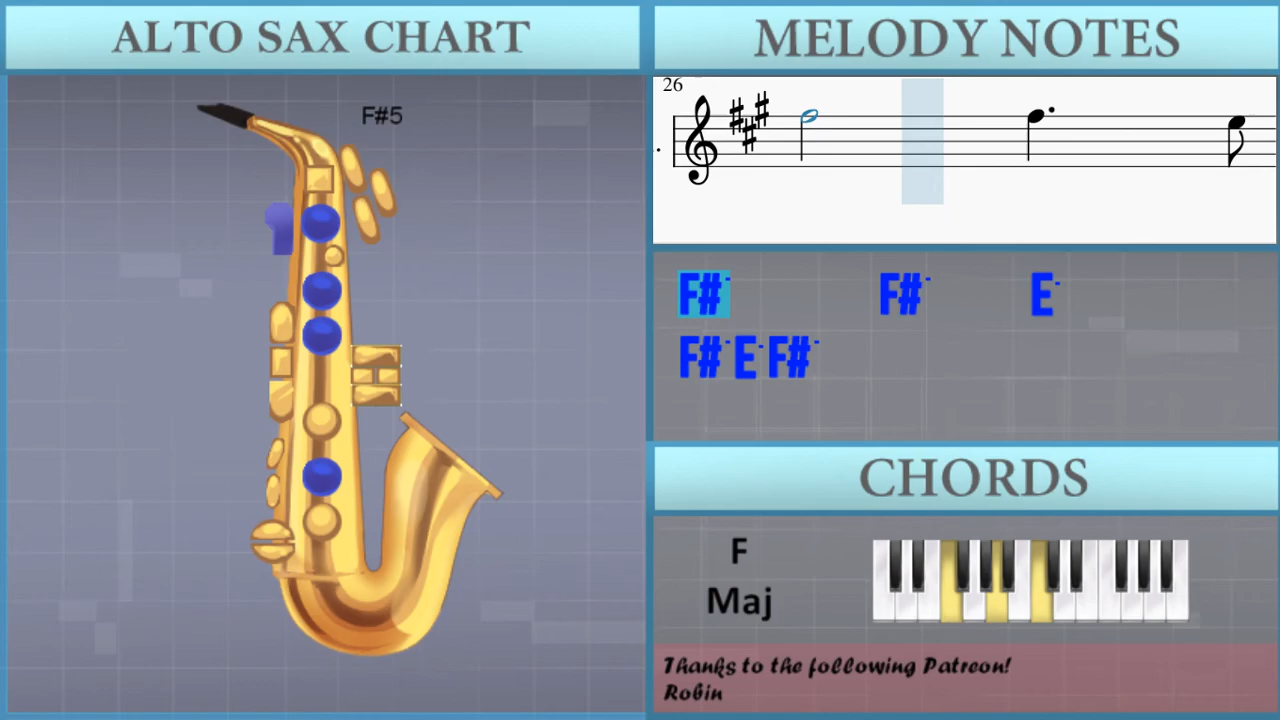 ALTO SAX CHART
F#5
MELODY NOTES
26
F#- F#- E-
F#- E- F#-
CHORDS
F
Maj
Thanks to the following Patreon!
Robin